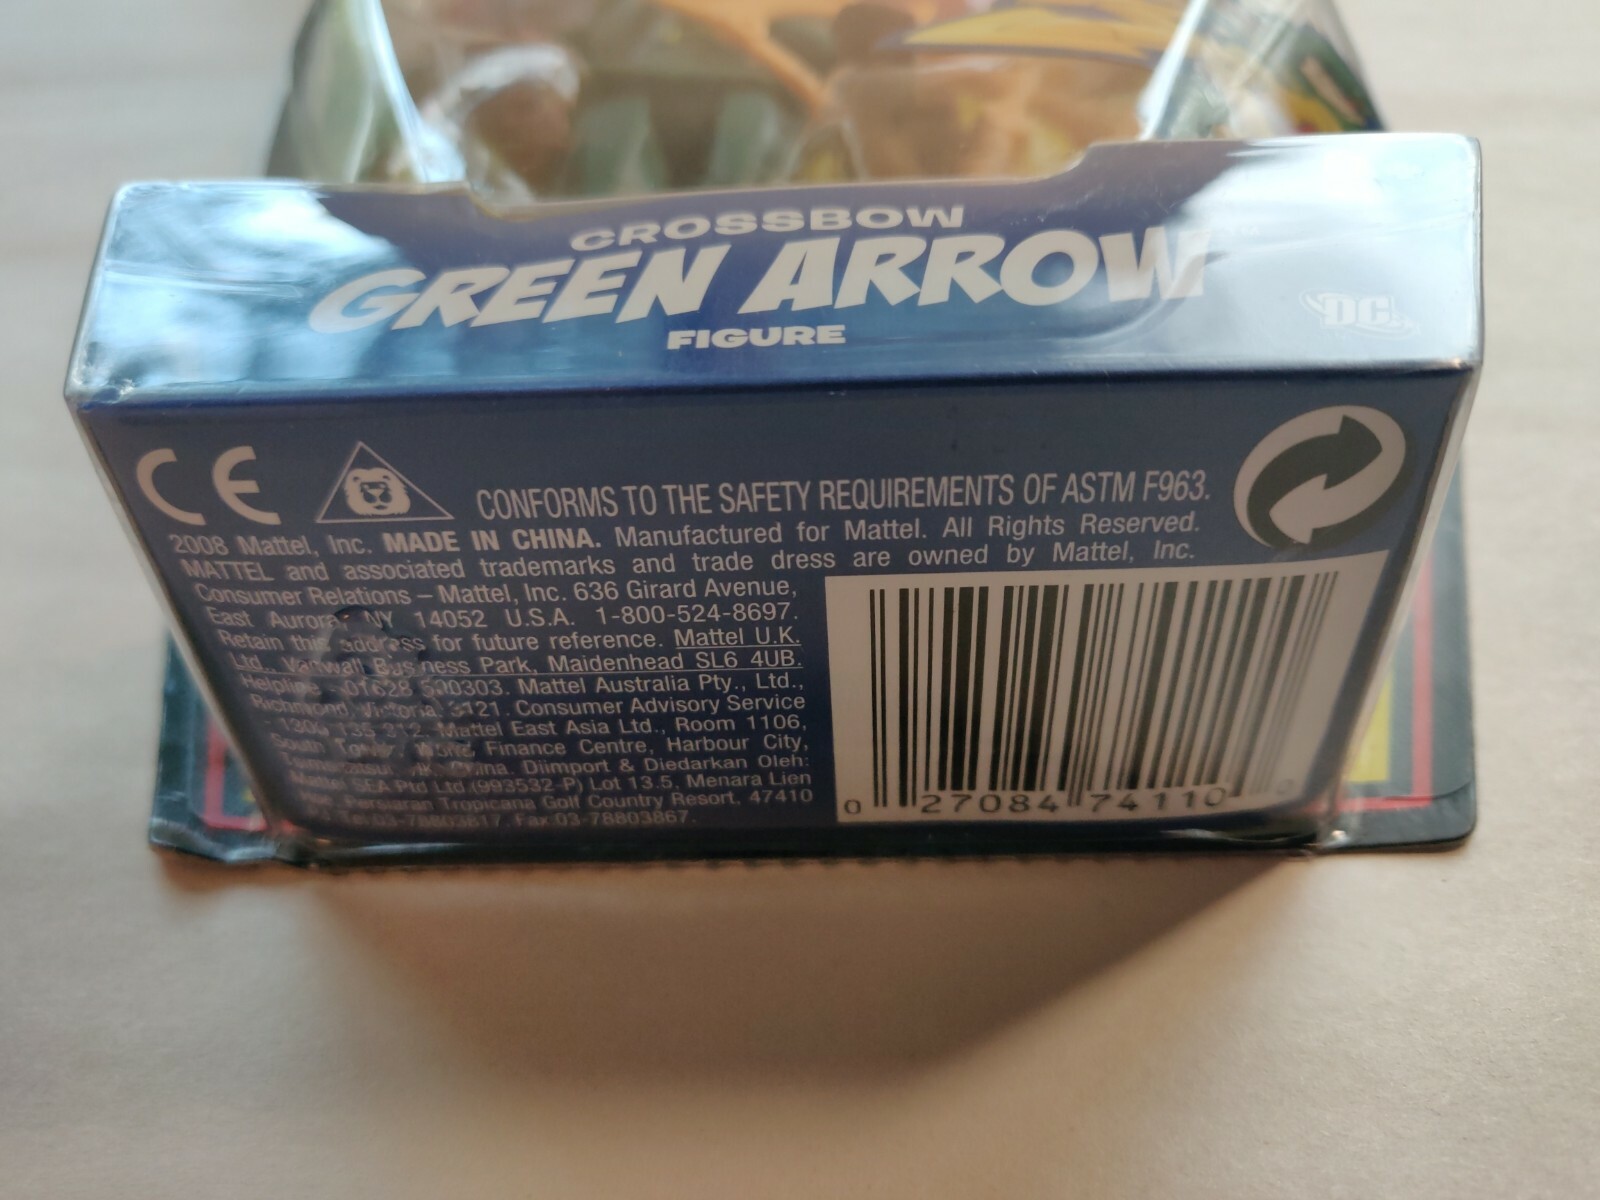 CROSSBOW
GREEN ARROW™
FIGURE
DC
CE
CONFORMS TO THE SAFETY REQUIREMENTS OF ASTM F963.
2008 Mattel, Inc. MADE IN CHINA. Manufactured for Mattel. All Rights Reserved.
MATTEL and associated trademarks and trade dress are owned by Mattel, Inc.
Consumer Relations – Mattel, Inc. 636 Girard Avenue,
East Aurora, NY 14052 U.S.A. 1-800-524-8697.
Retain this address for future reference. Mattel U.K.
Ltd., Vanwall Business Park, Maidenhead SL6 4UB.
Helpline 01628 500303. Mattel Australia Pty., Ltd.,
Richmond, Victoria. 3121. Consumer Advisory Service
- 1300 135 312. Mattel East Asia Ltd., Room 1106,
South Tower, World Finance Centre, Harbour City,
Tsimshatsui, HK, China. Diimport & Diedarkan Oleh:
Mattel SEA Ptd Ltd.(993532-P) Lot 13.5, Menara Lien
Persiaran Tropicana Golf Country Resort, 47410
Tel:03-78803817, Fax:03-78803867.
0 27084 74110 0